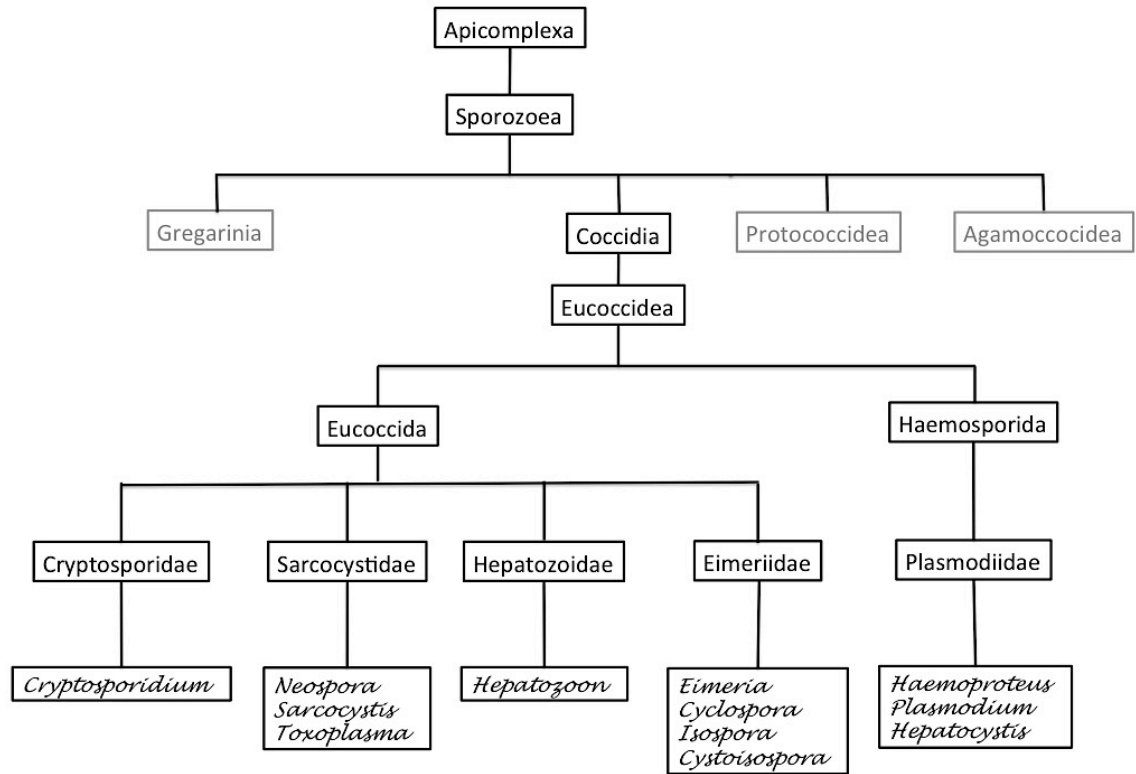 Apicomplexa
Sporozoea
Gregarinia
Coccidia
Protococcidea
Agamoccocidea
Eucoccidea
Eucoccida
Haemosporida
Cryptosporidae
Sarcocystidae
Hepatozoidae
Eimeriidae
Plasmodiidae
Cryptosporidium
Neospora
Sarcocystis
Toxoplasma
Hepatozoon
Eimeria
Cyclospora
Isospora
Cystoisospora
Haemoproteus
Plasmodium
Hepatocystis